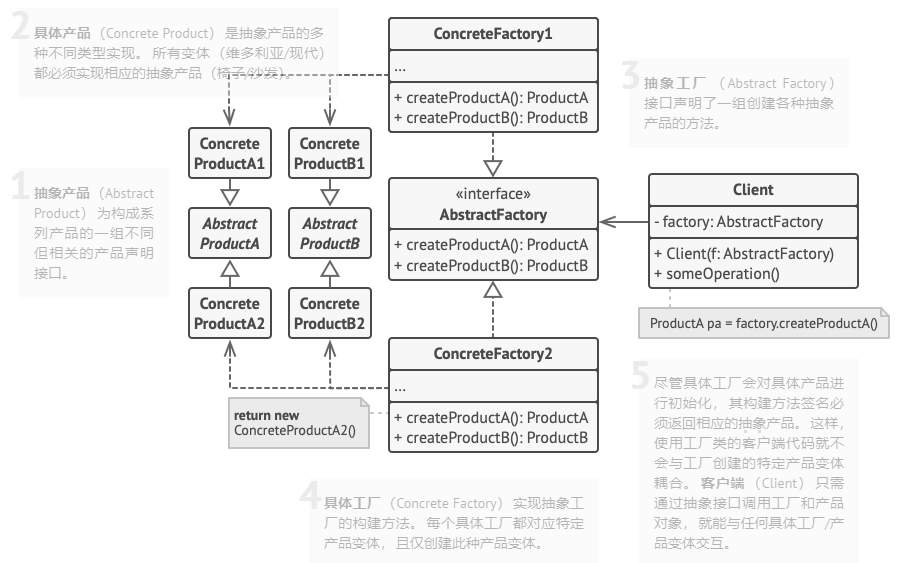 2
具体产品（Concrete Product） 是抽象产品的多
种不同类型实现。 所有变体（维多利亚/现代）
都必须实现相应的抽象产品（椅子/沙发）。
ConcreteFactory1
...
+ createProductA(): ProductA
+ createProductB(): ProductB
3
抽象工厂 （Abstract Factory）
接口声明了一组创建各种抽象
产品的方法。
Concrete
ProductA1
Concrete
ProductB1
1
抽象产品（Abstract
Product） 为构成系
列产品的一组不同
但相关的产品声明
接口。
Abstract
ProductA
Abstract
ProductB
«interface»
AbstractFactory
+ createProductA(): ProductA
+ createProductB(): ProductB
Client
- factory: AbstractFactory
+ Client(f: AbstractFactory)
+ someOperation()
ProductA pa = factory.createProductA()
Concrete
ProductA2
Concrete
ProductB2
ConcreteFactory2
...
+ createProductA(): ProductA
+ createProductB(): ProductB
return new
ConcreteProductA2()
4
具体工厂（Concrete Factory） 实现抽象工
厂的构建方法。 每个具体工厂都对应特定
产品变体， 且仅创建此种产品变体。
5
尽管具体工厂会对具体产品进
行初始化， 其构建方法签名必
须返回相应的抽象产品。 这样，
使用工厂类的客户端代码就不
会与工厂创建的特定产品变体
耦合。 客户端（Client） 只需
通过抽象接口调用工厂和产品
对象， 就能与任何具体工厂/产
品变体交互。